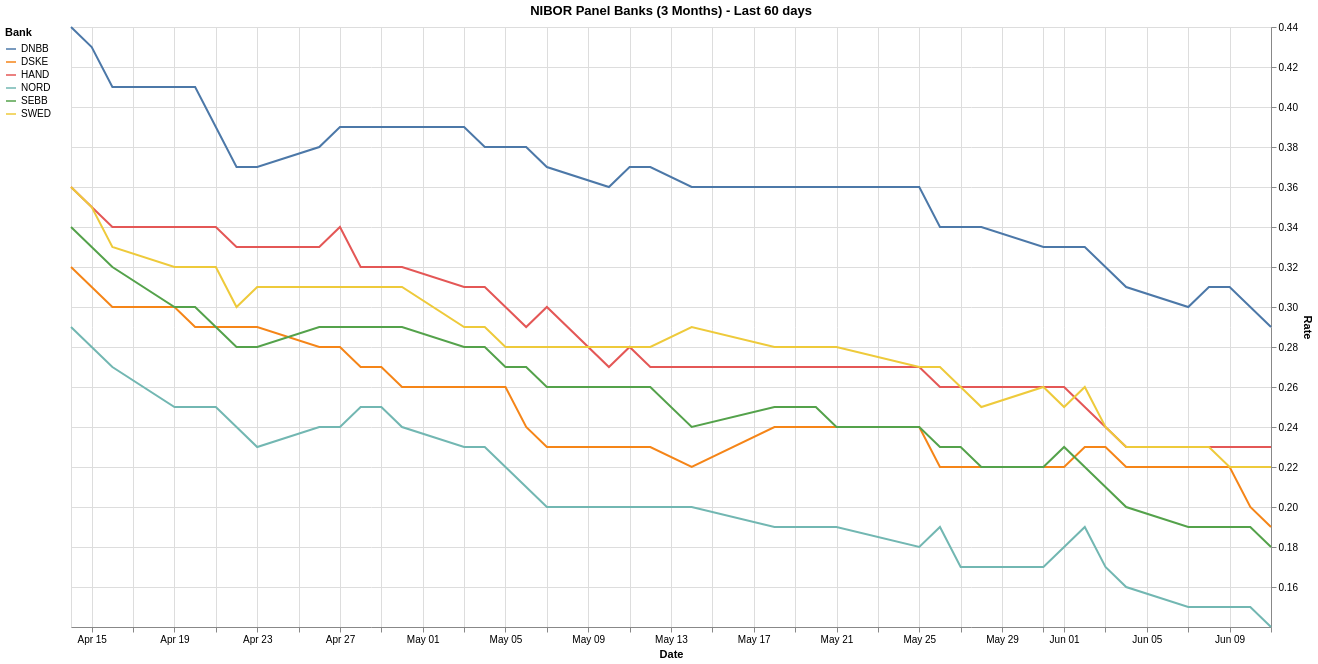 NIBOR Panel Banks (3 Months) - Last 60 days
Bank
DNBB
DSKE
HAND
NORD
SEBB
SWED
0.44
0.42
0.40
0.38
0.36
0.34
0.32
0.30
0.28
0.26
0.24
0.22
0.20
0.18
0.16
Rate
Apr 15 Apr 19 Apr 23 Apr 27 May 01 May 05 May 09 May 13 May 17 May 21 May 25 May 29 Jun 01 Jun 05 Jun 09
Date